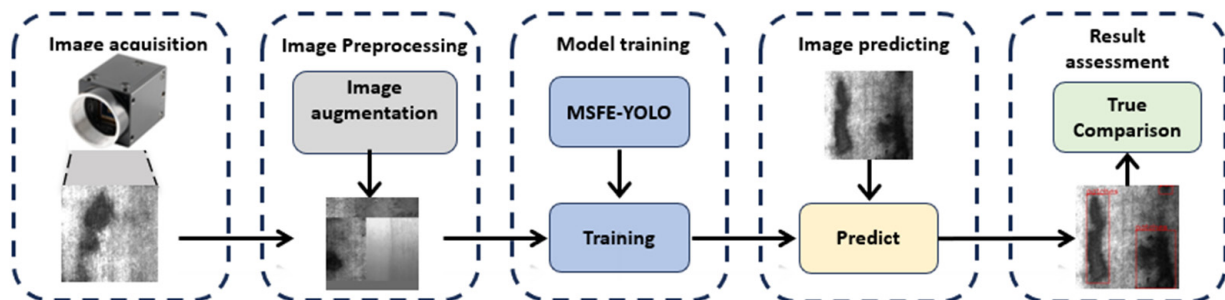 Image acquisition
Image Preprocessing
Image
augmentation
Model training
MSFE-YOLO
Training
Image predicting
Predict
Result
assessment
True
Comparison